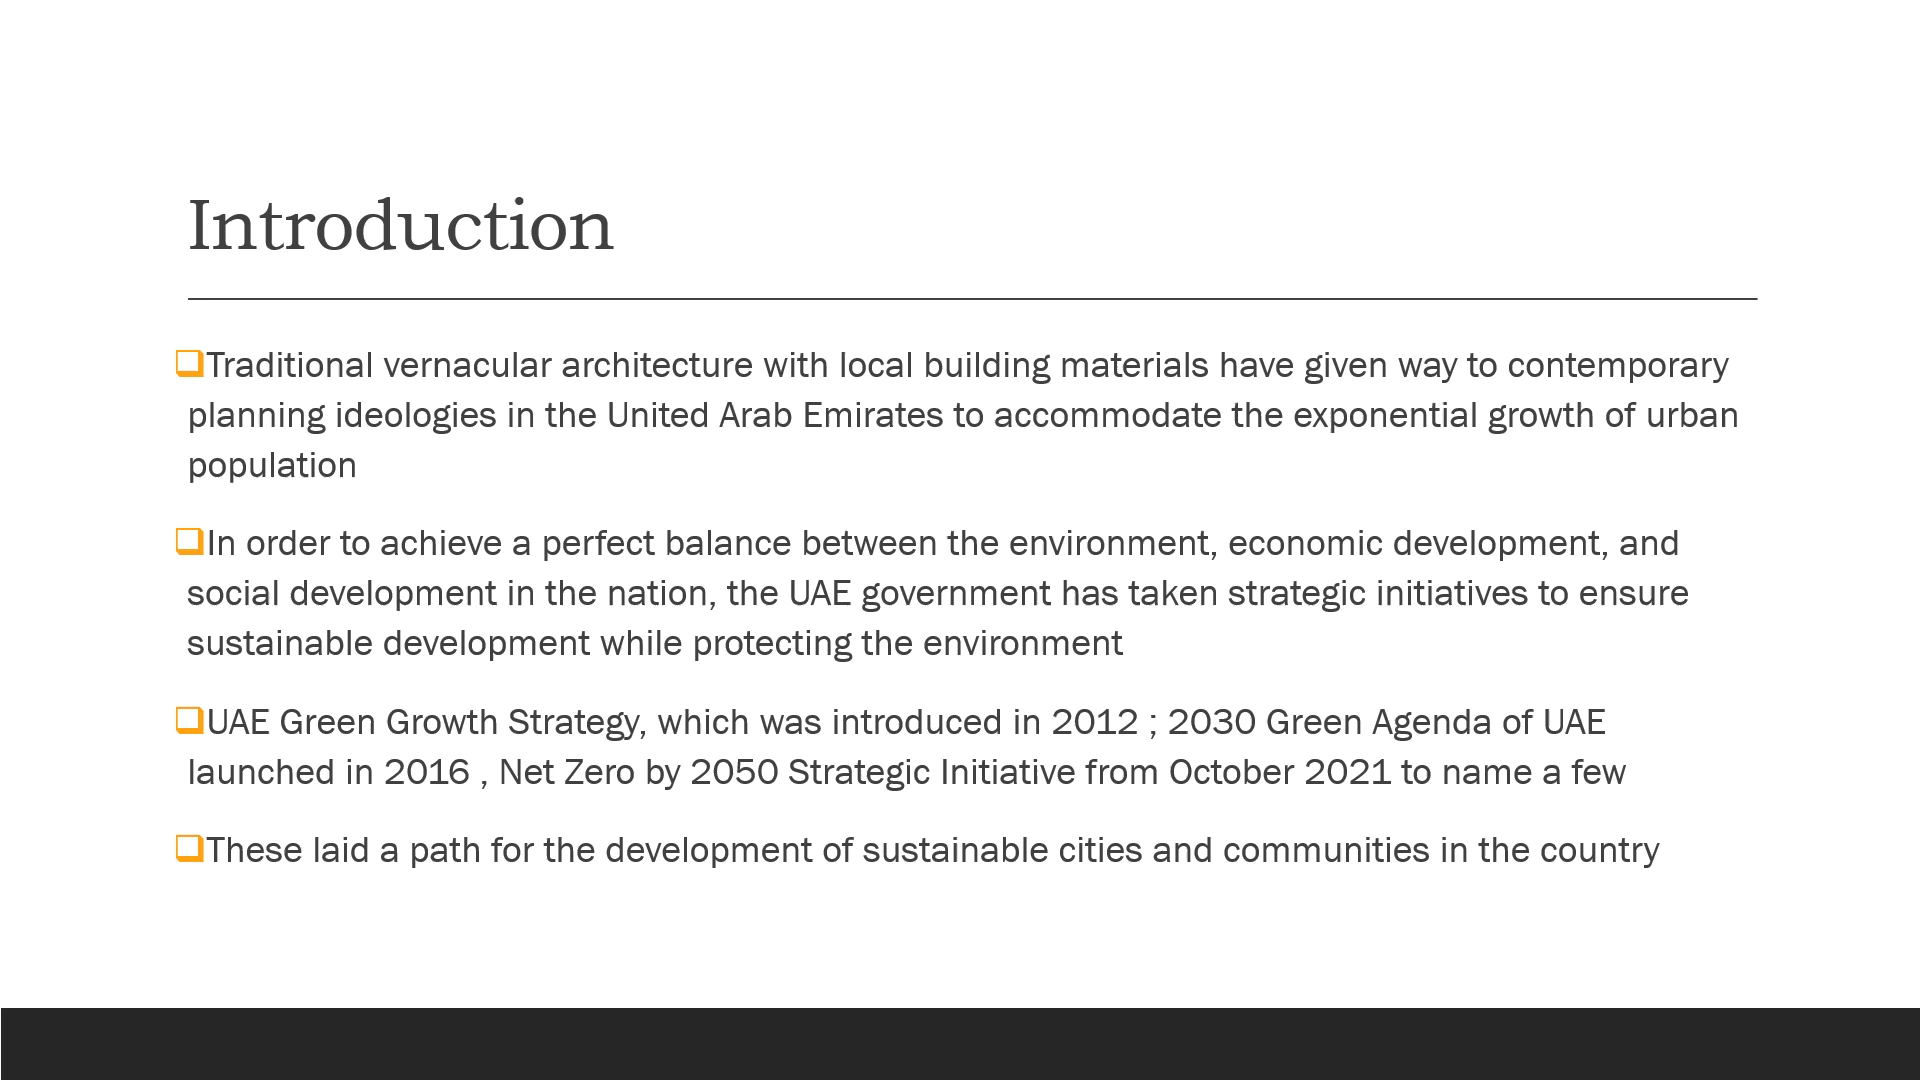 Introduction
❑Traditional vernacular architecture with local building materials have given way to contemporary
planning ideologies in the United Arab Emirates to accommodate the exponential growth of urban
population
❑In order to achieve a perfect balance between the environment, economic development, and
social development in the nation, the UAE government has taken strategic initiatives to ensure
sustainable development while protecting the environment
❑UAE Green Growth Strategy, which was introduced in 2012 ; 2030 Green Agenda of UAE
launched in 2016 , Net Zero by 2050 Strategic Initiative from October 2021 to name a few
❑These laid a path for the development of sustainable cities and communities in the country